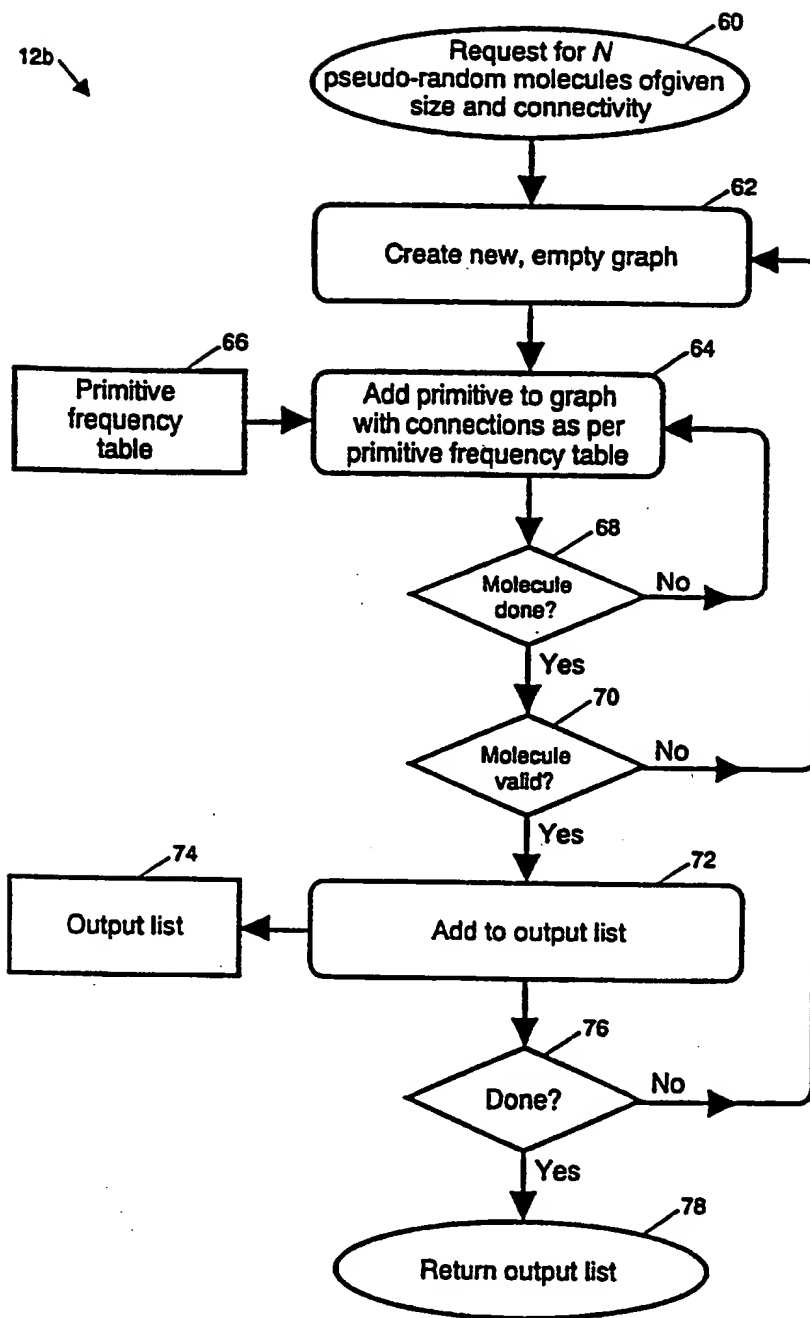 12b
60
Request for N
pseudo-random molecules ofgiven
size and connectivity
62
Create new, empty graph
66
Primitive
frequency
table
64
Add primitive to graph
with connections as per
primitive frequency table
68
Molecule
done?
No
Yes
70
Molecule
valid?
No
Yes
74
Output list
72
Add to output list
76
Done?
No
Yes
78
Return output list